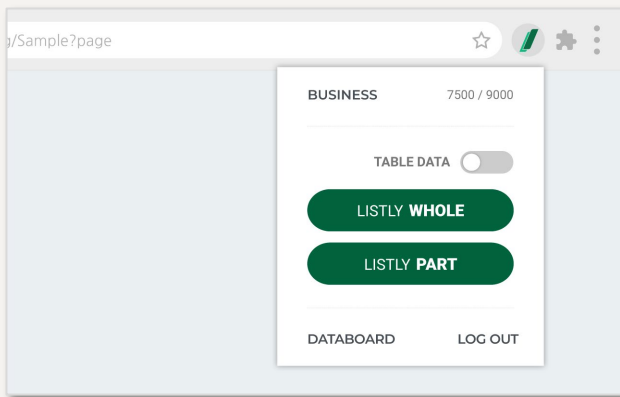 /Sample?page
BUSINESS 7500 / 9000
TABLE DATA
LISTLY WHOLE
LISTLY PART
DATABOARD LOG OUT